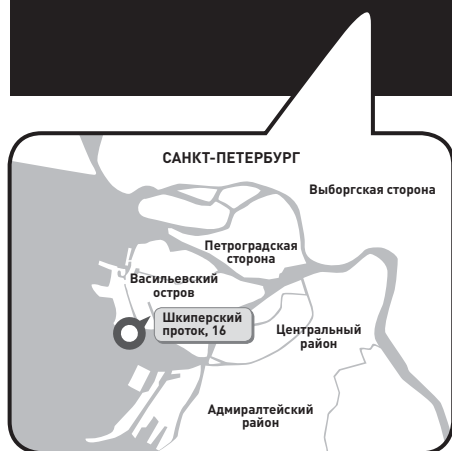 САНКТ-ПЕТЕРБУРГ
Выборгская сторона
Петроградская
сторона
Васильевский
остров
Шкиперский
проток, 16
Центральный
район
Адмиралтейский
район